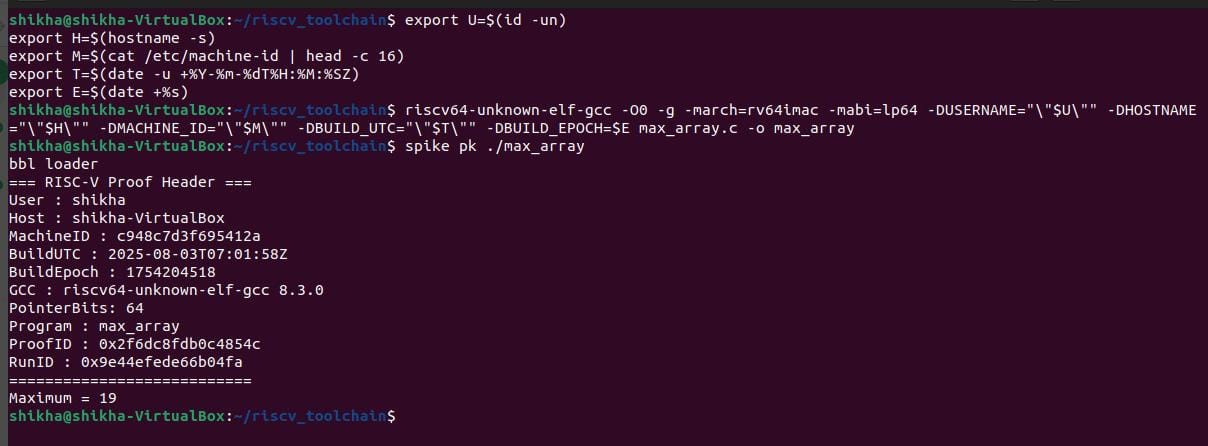 shikha@shikha-VirtualBox:~/riscv_toolchain$ export U=$(id -un)
export H=$(hostname -s)
export M=$(cat /etc/machine-id | head -c 16)
export T=$(date -u +%Y-%m-%dT%H:%M:%SZ)
export E=$(date +%s)
shikha@shikha-VirtualBox:~/riscv_toolchain$ riscv64-unknown-elf-gcc -O0 -g -march=rv64imac -mabi=lp64 -DUSERNAME="\"$U\"" -DHOSTNAME
="\"$H\"" -DMACHINE_ID="\"$M\"" -DBUILD_UTC="\"$T\"" -DBUILD_EPOCH=$E max_array.c -o max_array
shikha@shikha-VirtualBox:~/riscv_toolchain$ spike pk ./max_array
bbl loader
=== RISC-V Proof Header ===
User : shikha
Host : shikha-VirtualBox
MachineID : c948c7d3f695412a
BuildUTC : 2025-08-03T07:01:58Z
BuildEpoch : 1754204518
GCC : riscv64-unknown-elf-gcc 8.3.0
PointerBits: 64
Program : max_array
ProofID : 0x2f6dc8fdb0c4854c
RunID : 0x9e44efede66b04fa
===========================
Maximum = 19
shikha@shikha-VirtualBox:~/riscv_toolchain$